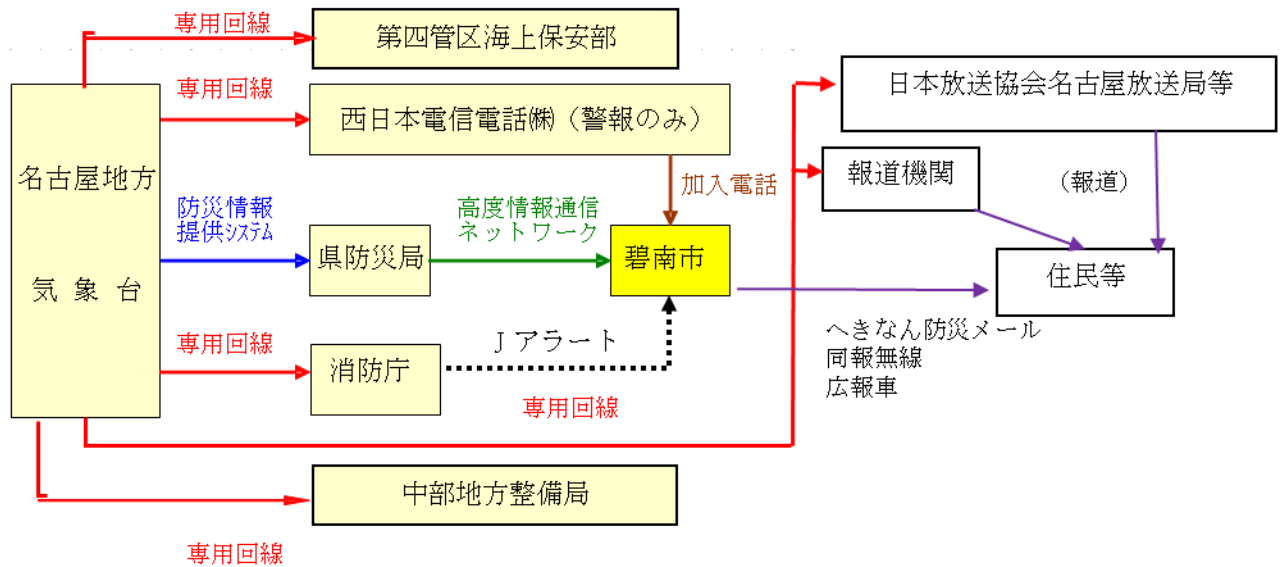 専用回線
第四管区海上保安部
専用回線
西日本電信電話㈱（警報のみ）
日本放送協会名古屋放送局等
名古屋地方
気 象 台
加入電話
報道機関
（報道）
防災情報
提供ｼｽﾃﾑ
県防災局
高度情報通信
ネットワーク
碧南市
住民等
専用回線
消防庁
Ｊアラート
へきなん防災メール
同報無線
広報車
専用回線
中部地方整備局
専用回線